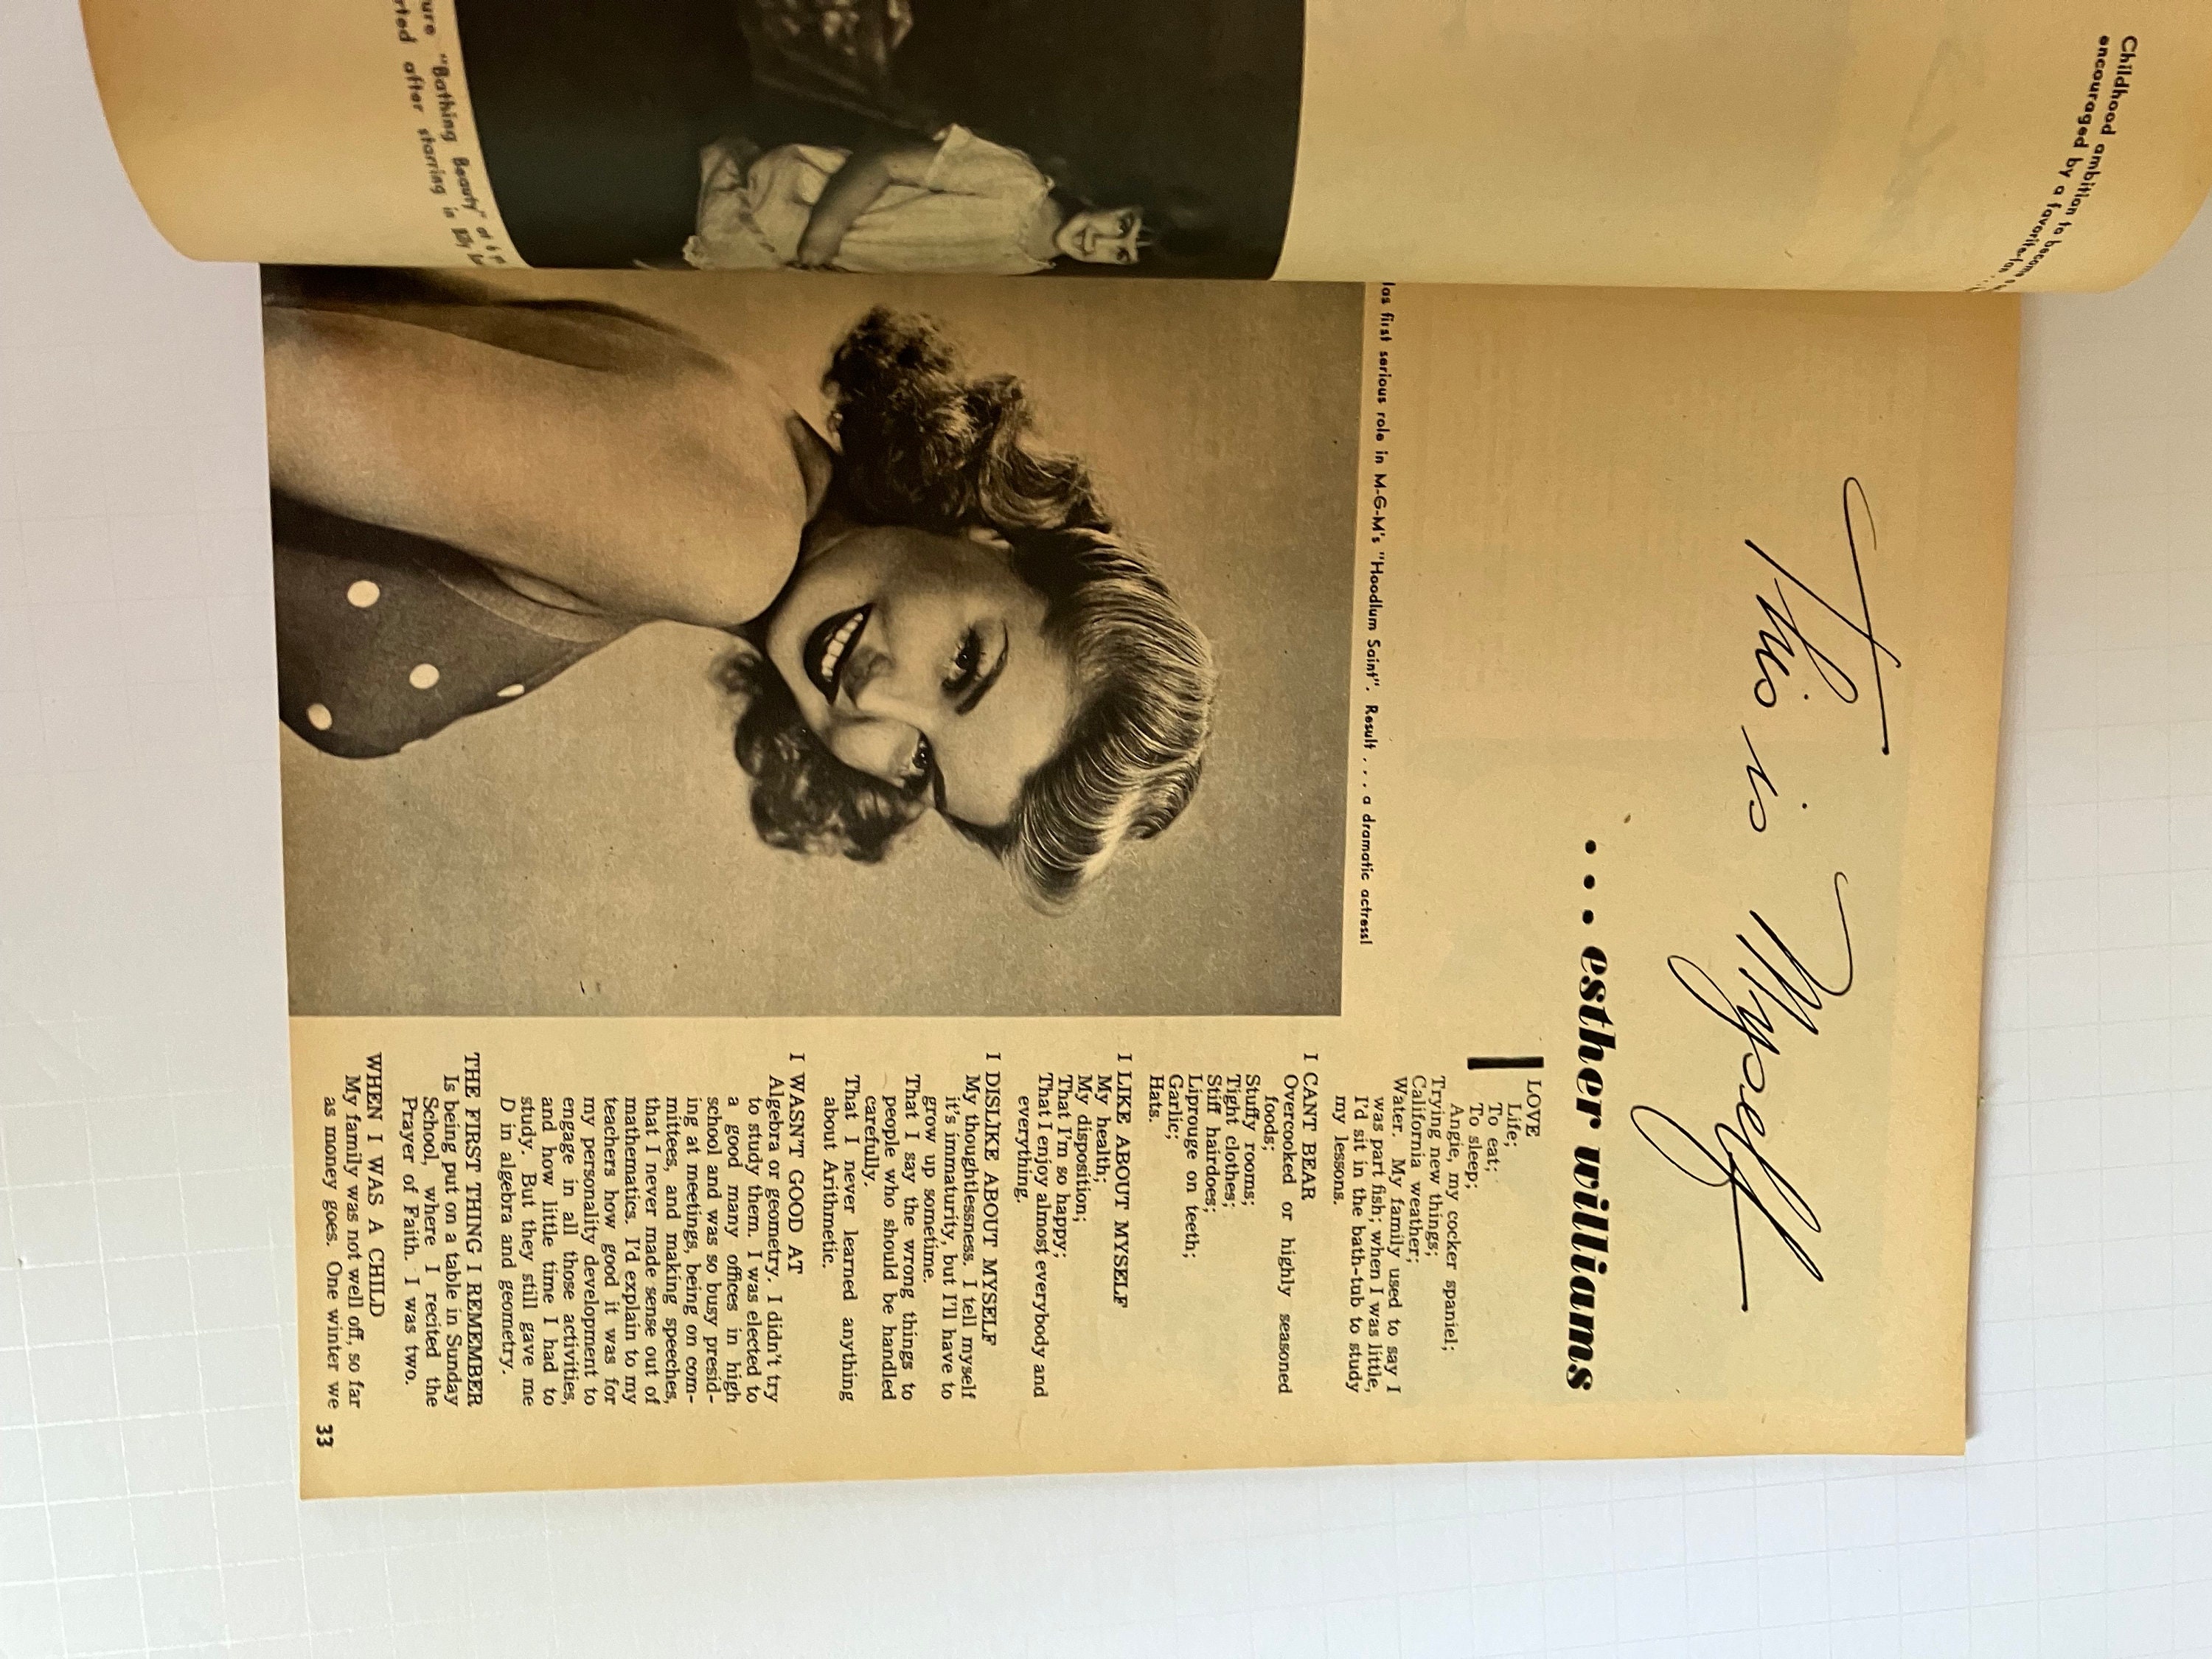 Childhood ambition to become
encouraged by a favorite
"Bathing Beauty" at
after starring in Billy
This is Myself
. . . esther williams
first serious role in M-G-M's "Hoodlum Saint". Result . . . a dramatic actress!
I LOVE
Life;
To eat;
To sleep;
Angie, my cocker spaniel;
Trying new things;
California weather;
Water. My family used to say I
was part fish; when I was little,
I'd sit in the bath-tub to study
my lessons.
I CANT BEAR
Overcooked or highly seasoned
foods;
Stuffy rooms;
Tight clothes;
Stiff hairdoes;
Liprouge on teeth;
Garlic;
Hats.
I LIKE ABOUT MYSELF
My health;
My disposition;
That I'm so happy;
That I enjoy almost everybody and
everything.
I DISLIKE ABOUT MYSELF
My thoughtlessness. I tell myself
it's immaturity, but I'll have to
grow up sometime.
That I say the wrong things to
people who should be handled
carefully.
That I never learned anything
about Arithmetic.
I WASN'T GOOD AT
Algebra or geometry. I didn't try
to study them. I was elected to
a good many offices in high
school and was so busy presid-
ing at meetings, being on com-
mittees, and making speeches,
that I never made sense out of
mathematics. I'd explain to my
teachers how good it was for
my personality development to
engage in all those activities,
and how little time I had to
study. But they still gave me
D in algebra and geometry.
THE FIRST THING I REMEMBER
Is being put on a table in Sunday
School, where I recited the
Prayer of Faith. I was two.
WHEN I WAS A CHILD
My family was not well off, so far
as money goes. One winter we
33